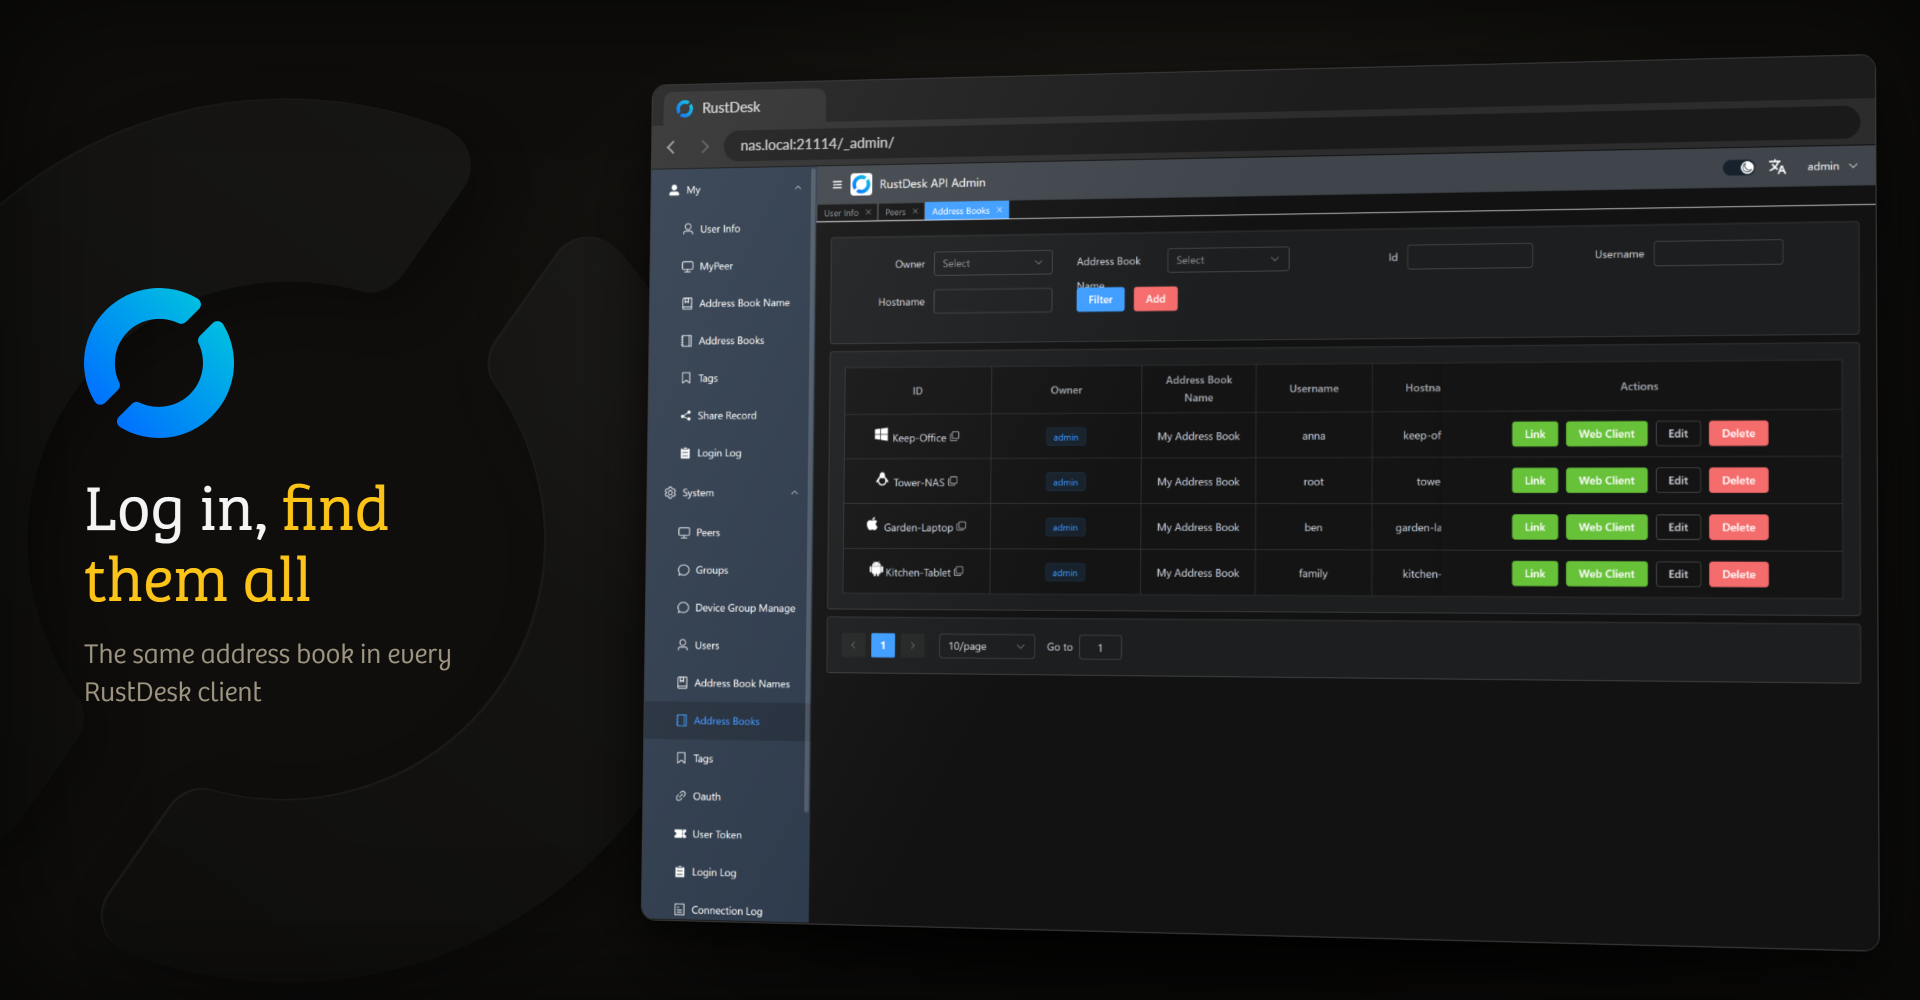 Log in, find
them all
The same address book in every
RustDesk client
RustDesk
nas.local:21114/_admin/
My
User Info
MyPeer
Address Book Name
Address Books
Tags
Share Record
Login Log
System
Peers
Groups
Device Group Manage
Users
Address Book Names
Address Books
Tags
Oauth
User Token
Login Log
Connection Log
RustDesk API Admin
admin
User Info Peers Address Books
Owner Select Address Book Name Select Id Username
Hostname Filter Add
ID Owner Address Book Name Username Hostna Actions
Keep-Office admin My Address Book anna keep-of Link Web Client Edit Delete
Tower-NAS admin My Address Book root towe Link Web Client Edit Delete
Garden-Laptop admin My Address Book ben garden-la Link Web Client Edit Delete
Kitchen-Tablet admin My Address Book family kitchen- Link Web Client Edit Delete
1 10/page Go to 1